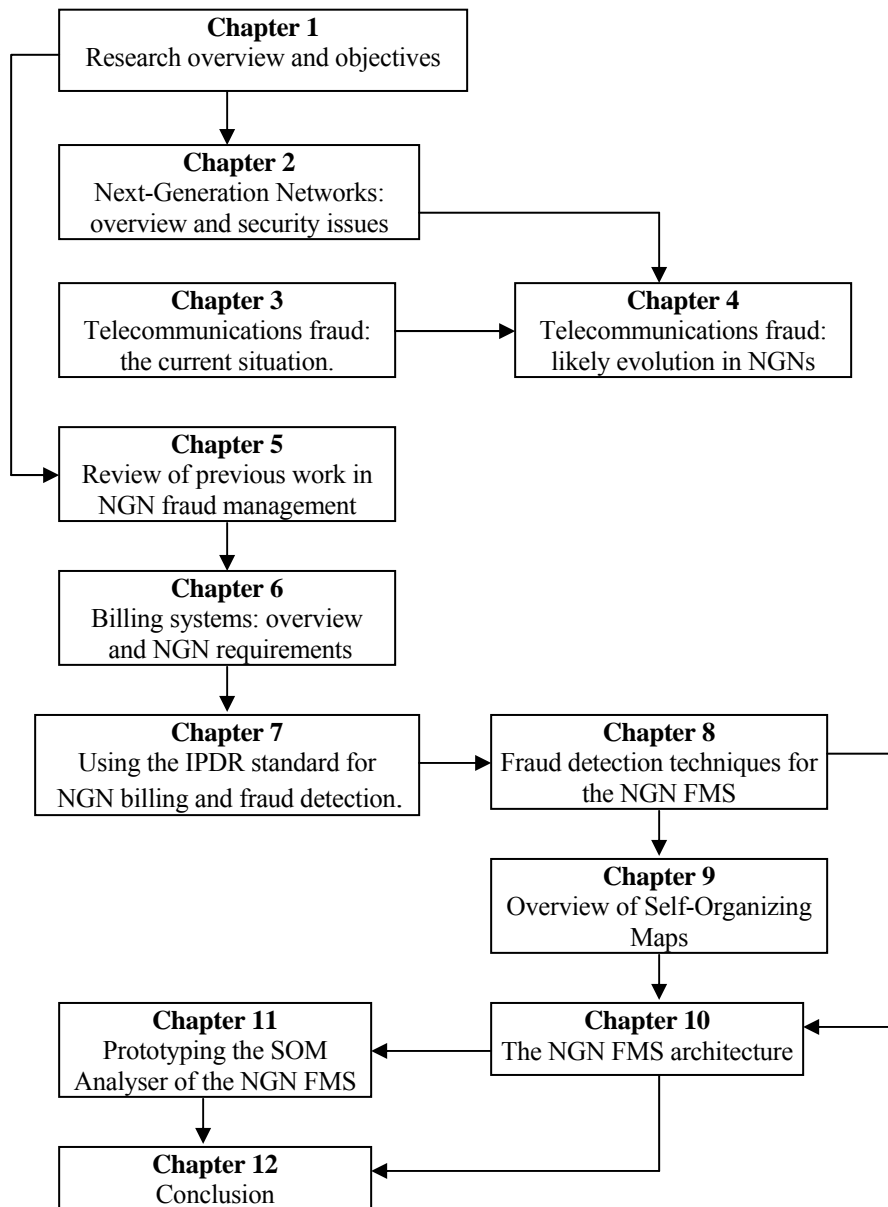 Chapter 1
Research overview and objectives
Chapter 2
Next-Generation Networks:
overview and security issues
Chapter 3
Telecommunications fraud:
the current situation.
Chapter 4
Telecommunications fraud:
likely evolution in NGNs
Chapter 5
Review of previous work in
NGN fraud management
Chapter 6
Billing systems: overview
and NGN requirements
Chapter 7
Using the IPDR standard for
NGN billing and fraud detection.
Chapter 8
Fraud detection techniques for
the NGN FMS
Chapter 9
Overview of Self-Organizing
Maps
Chapter 10
The NGN FMS architecture
Chapter 11
Prototyping the SOM
Analyser of the NGN FMS
Chapter 12
Conclusion